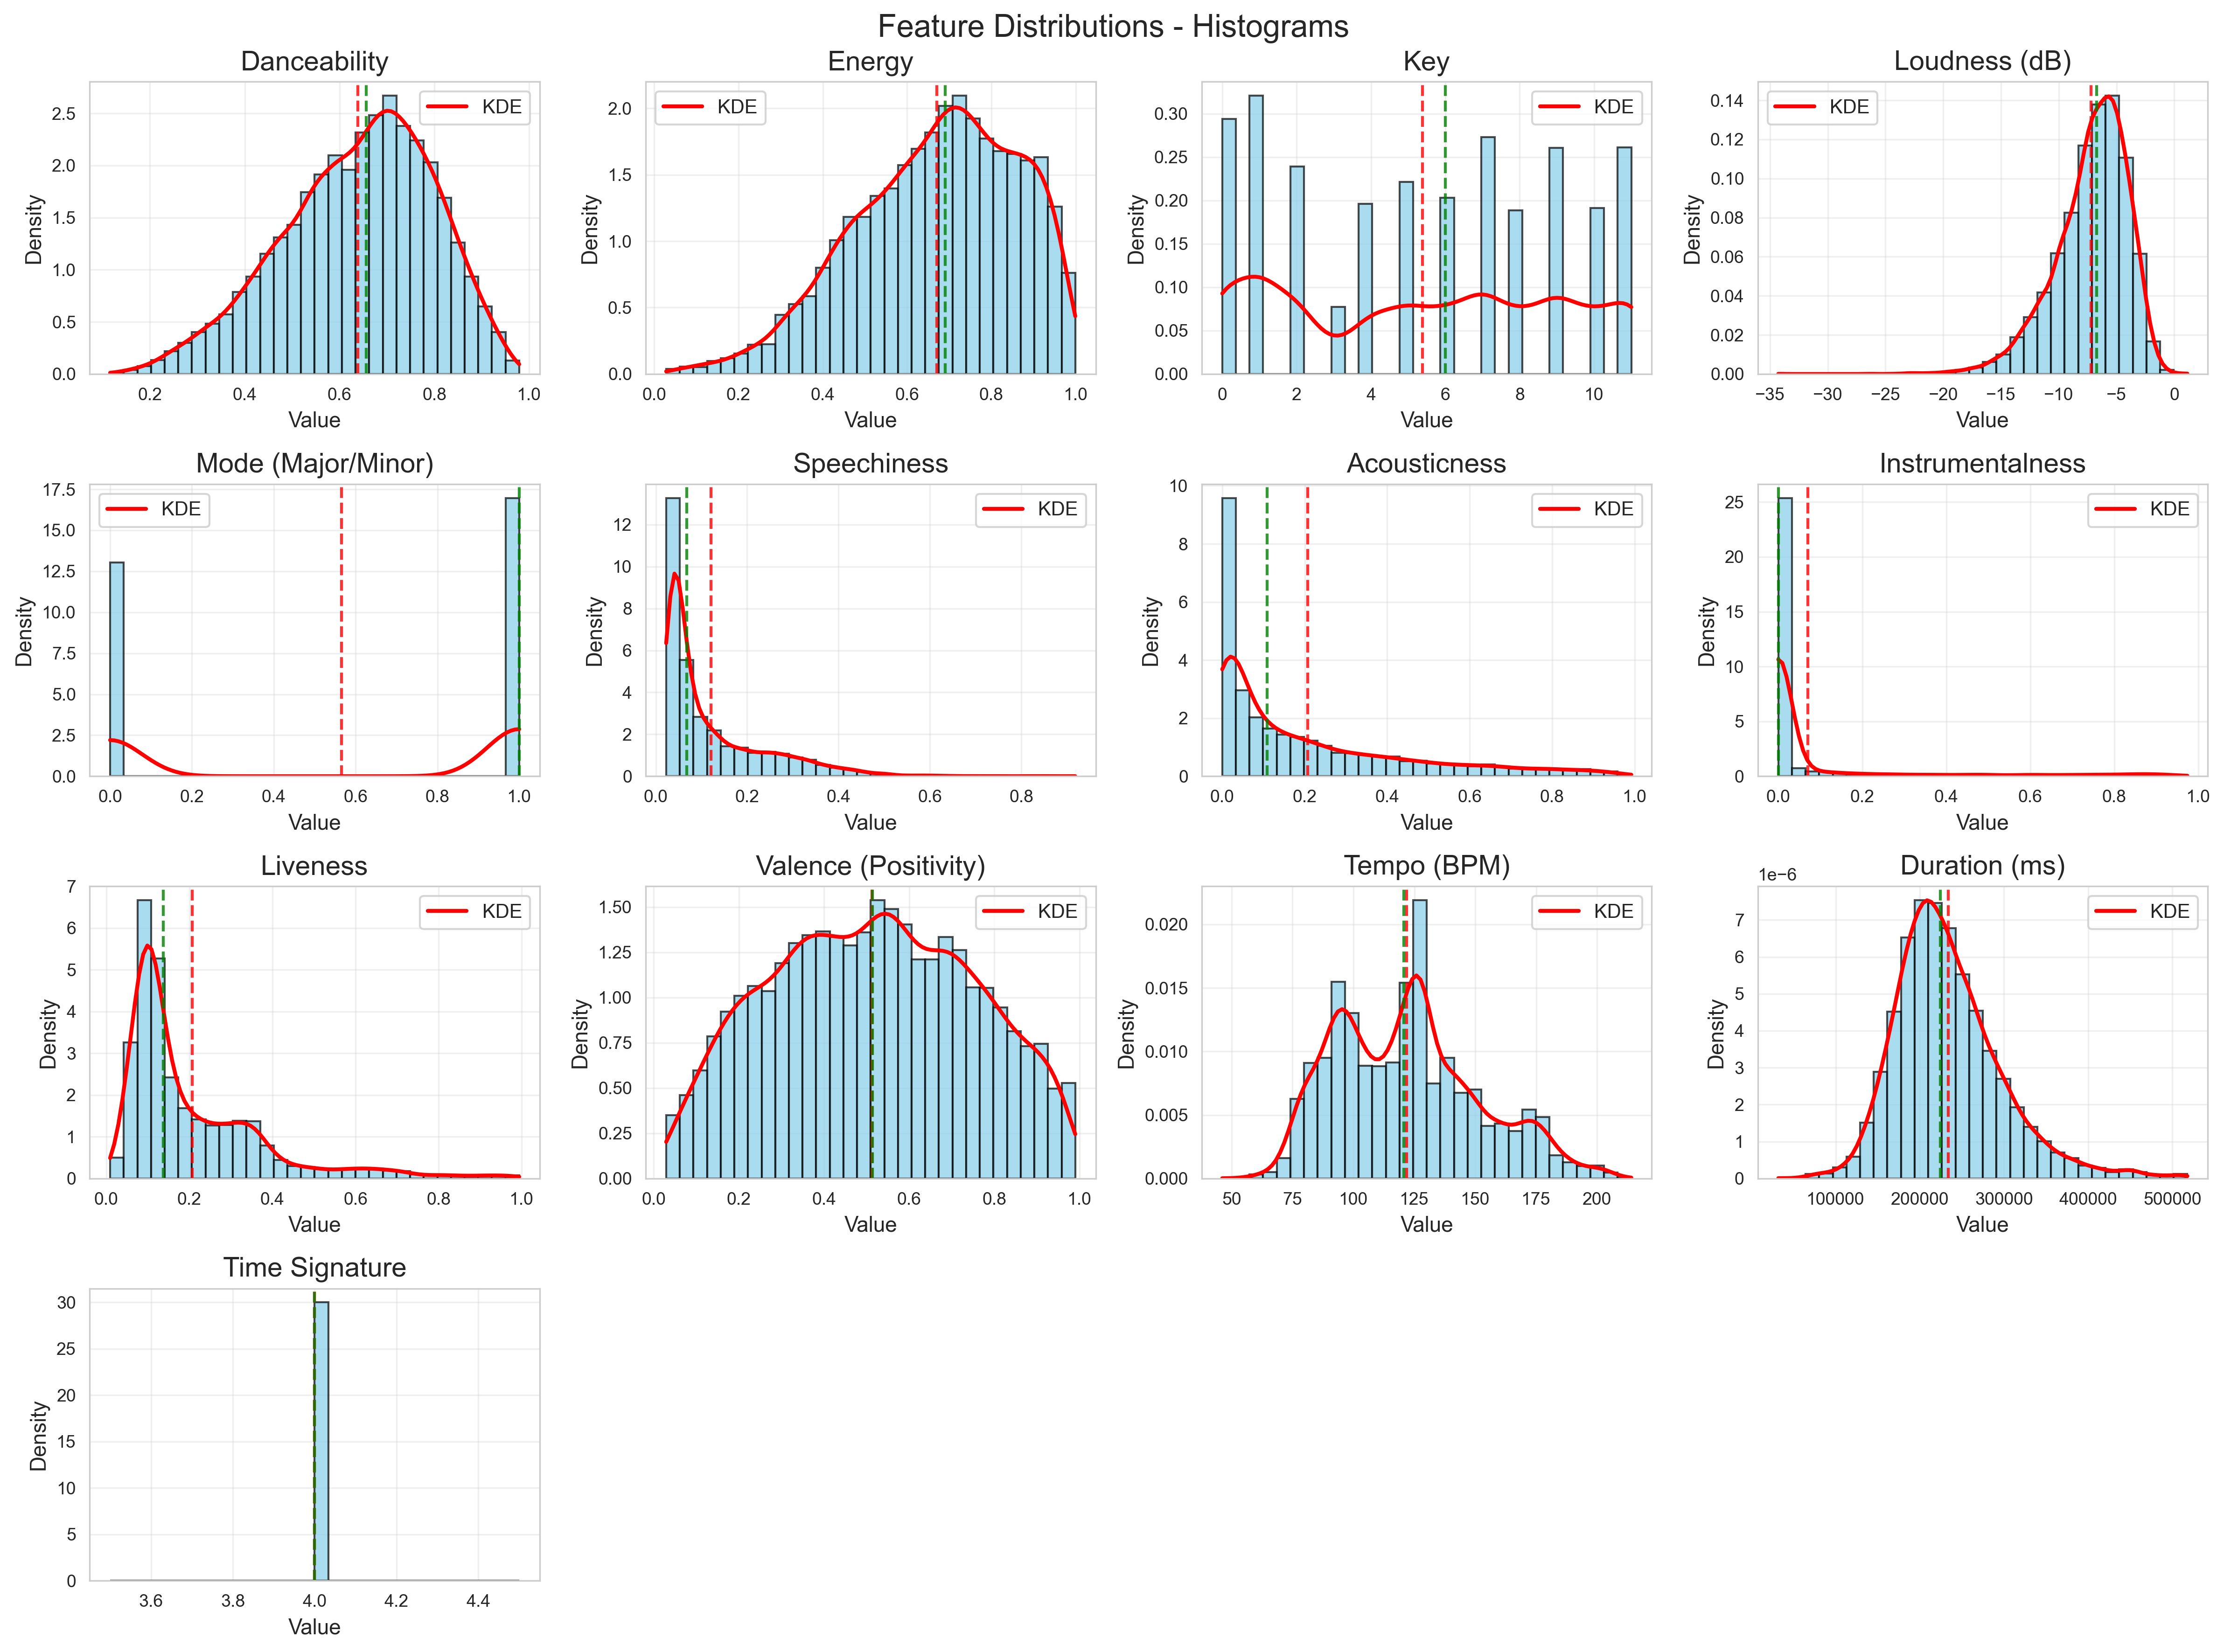 Feature Distributions - Histograms
Danceability
KDE
Density
2.5
2.0
1.5
1.0
0.5
0.0
0.2 0.4 0.6 0.8 1.0
Value
Energy
KDE
Density
2.0
1.5
1.0
0.5
0.0
0.0 0.2 0.4 0.6 0.8 1.0
Value
Key
KDE
Density
0.30
0.25
0.20
0.15
0.10
0.05
0.00
0 2 4 6 8 10
Value
Loudness (dB)
KDE
Density
0.14
0.12
0.10
0.08
0.06
0.04
0.02
0.00
−35 −30 −25 −20 −15 −10 −5 0
Value
Mode (Major/Minor)
KDE
Density
17.5
15.0
12.5
10.0
7.5
5.0
2.5
0.0
0.0 0.2 0.4 0.6 0.8 1.0
Value
Speechiness
KDE
Density
12
10
8
6
4
2
0
0.0 0.2 0.4 0.6 0.8
Value
Acousticness
KDE
Density
10
8
6
4
2
0
0.0 0.2 0.4 0.6 0.8 1.0
Value
Instrumentalness
KDE
Density
25
20
15
10
5
0
0.0 0.2 0.4 0.6 0.8 1.0
Value
Liveness
KDE
Density
7
6
5
4
3
2
1
0
0.0 0.2 0.4 0.6 0.8 1.0
Value
Valence (Positivity)
KDE
Density
1.50
1.25
1.00
0.75
0.50
0.25
0.00
0.0 0.2 0.4 0.6 0.8 1.0
Value
Tempo (BPM)
KDE
Density
0.020
0.015
0.010
0.005
0.000
50 75 100 125 150 175 200
Value
Duration (ms)
1e−6
KDE
Density
7
6
5
4
3
2
1
0
100000 200000 300000 400000 500000
Value
Time Signature
Density
30
25
20
15
10
5
0
3.6 3.8 4.0 4.2 4.4
Value